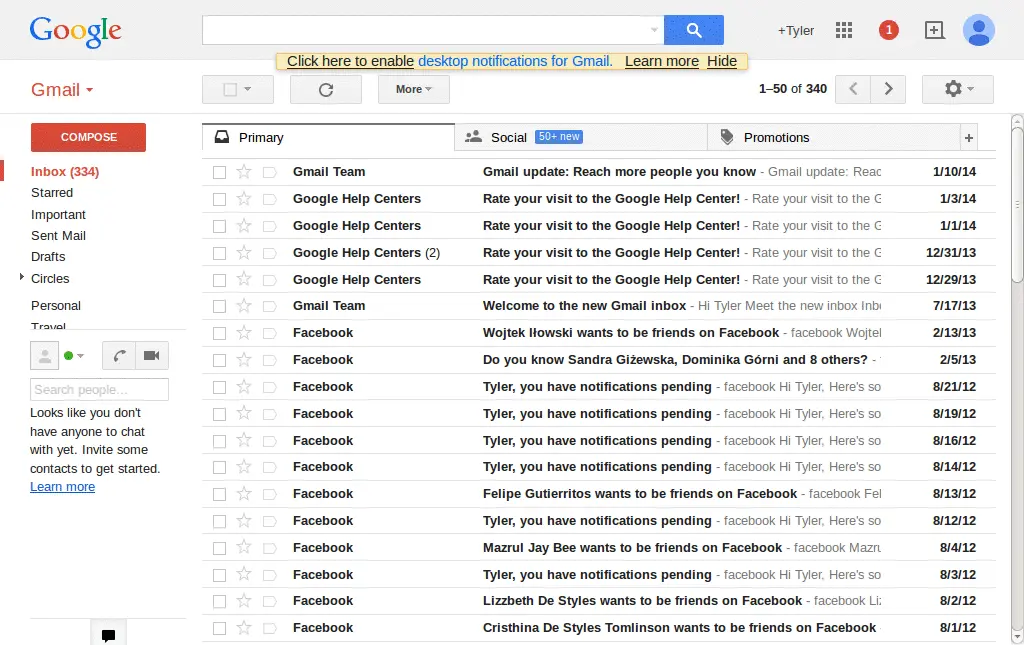 Google
+Tyler
1
Click here to enable desktop notifications for Gmail. Learn more Hide
Gmail
More
1–50 of 340
COMPOSE
Primary
Social 50+ new
Promotions
+
Inbox (334)
Starred
Important
Sent Mail
Drafts
Circles
Personal
Travel
Search people...
Looks like you don't
have anyone to chat
with yet. Invite some
contacts to get started.
Learn more
Gmail Team Gmail update: Reach more people you know - Gmail update: Reac 1/10/14
Google Help Centers Rate your visit to the Google Help Center! - Rate your visit to the G 1/3/14
Google Help Centers Rate your visit to the Google Help Center! - Rate your visit to the G 1/1/14
Google Help Centers (2) Rate your visit to the Google Help Center! - Rate your visit to the G 12/31/13
Google Help Centers Rate your visit to the Google Help Center! - Rate your visit to the G 12/29/13
Gmail Team Welcome to the new Gmail inbox - Hi Tyler Meet the new inbox Inb 7/17/13
Facebook Wojtek Iłowski wants to be friends on Facebook - facebook Wojtek 2/13/13
Facebook Do you know Sandra Giżewska, Dominika Górni and 8 others? - 2/5/13
Facebook Tyler, you have notifications pending - facebook Hi Tyler, Here's so 8/21/12
Facebook Tyler, you have notifications pending - facebook Hi Tyler, Here's so 8/19/12
Facebook Tyler, you have notifications pending - facebook Hi Tyler, Here's so 8/16/12
Facebook Tyler, you have notifications pending - facebook Hi Tyler, Here's so 8/14/12
Facebook Felipe Gutierritos wants to be friends on Facebook - facebook Fel 8/13/12
Facebook Tyler, you have notifications pending - facebook Hi Tyler, Here's so 8/12/12
Facebook Mazrul Jay Bee wants to be friends on Facebook - facebook Mazru 8/4/12
Facebook Tyler, you have notifications pending - facebook Hi Tyler, Here's so 8/3/12
Facebook Lizzbeth De Styles wants to be friends on Facebook - facebook Liz 8/2/12
Facebook Cristhina De Styles Tomlinson wants to be friends on Facebook 8/1/12